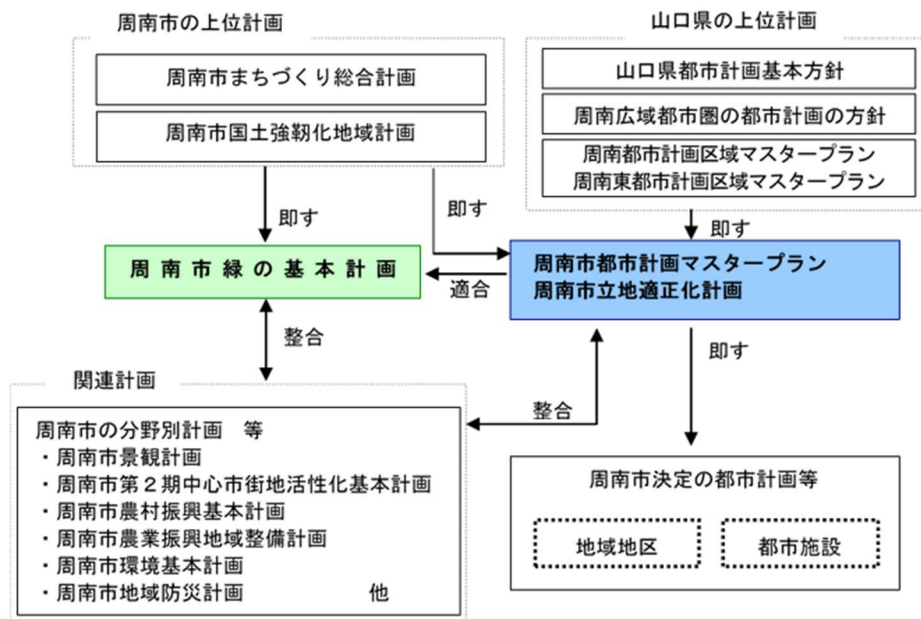 周南市の上位計画
周南市まちづくり総合計画
周南市国土強靭化地域計画
山口県の上位計画
山口県都市計画基本方針
周南広域都市圏の都市計画の方針
周南都市計画区域マスタープラン
周南東都市計画区域マスタープラン
即す
即す
即す
周南市緑の基本計画
適合
周南市都市計画マスタープラン
周南市立地適正化計画
整合
整合
即す
関連計画
周南市の分野別計画　等
・周南市景観計画
・周南市第２期中心市街地活性化基本計画
・周南市農村振興基本計画
・周南市農業振興地域整備計画
・周南市環境基本計画
・周南市地域防災計画　　　　　　他
周南市決定の都市計画等
地域地区
都市施設